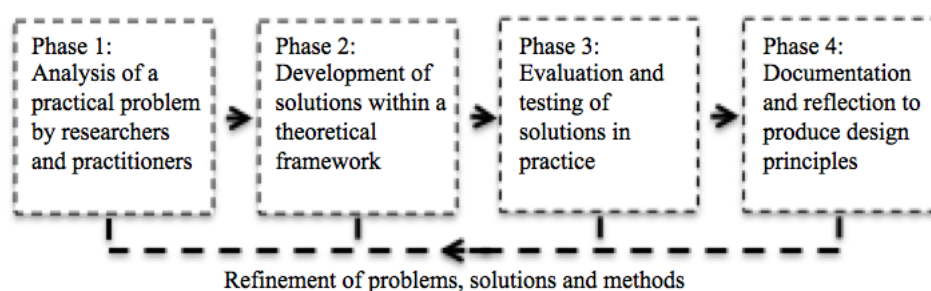 Phase 1:
Analysis of a
practical problem
by researchers
and practitioners
Phase 2:
Development of
solutions within a
theoretical
framework
Phase 3:
Evaluation and
testing of
solutions in
practice
Phase 4:
Documentation
and reflection to
produce design
principles
Refinement of problems, solutions and methods